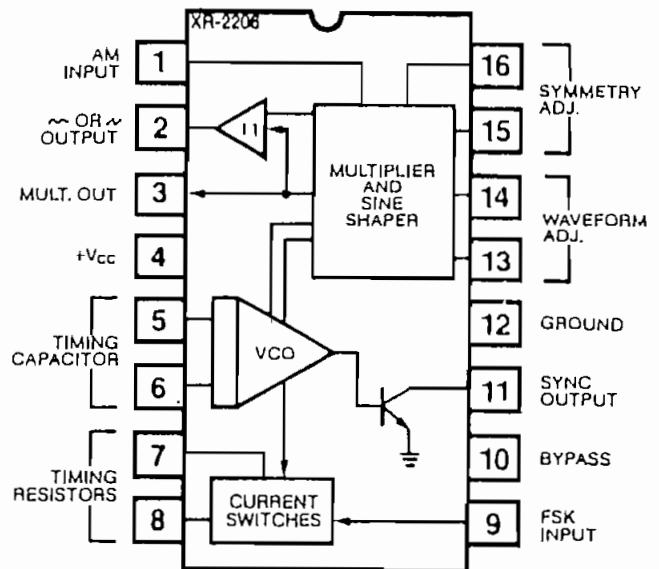 XR-2206
AM
INPUT
1
~ OR ~
OUTPUT
2
MULT. OUT
3
+Vcc
4
TIMING
CAPACITOR
5
6
TIMING
RESISTORS
7
8
+1
MULTIPLIER
AND
SINE
SHAPER
VCO
CURRENT
SWITCHES
16
15
SYMMETRY
ADJ.
14
13
WAVEFORM
ADJ.
12
GROUND
11
SYNC
OUTPUT
10
BYPASS
9
FSK
INPUT